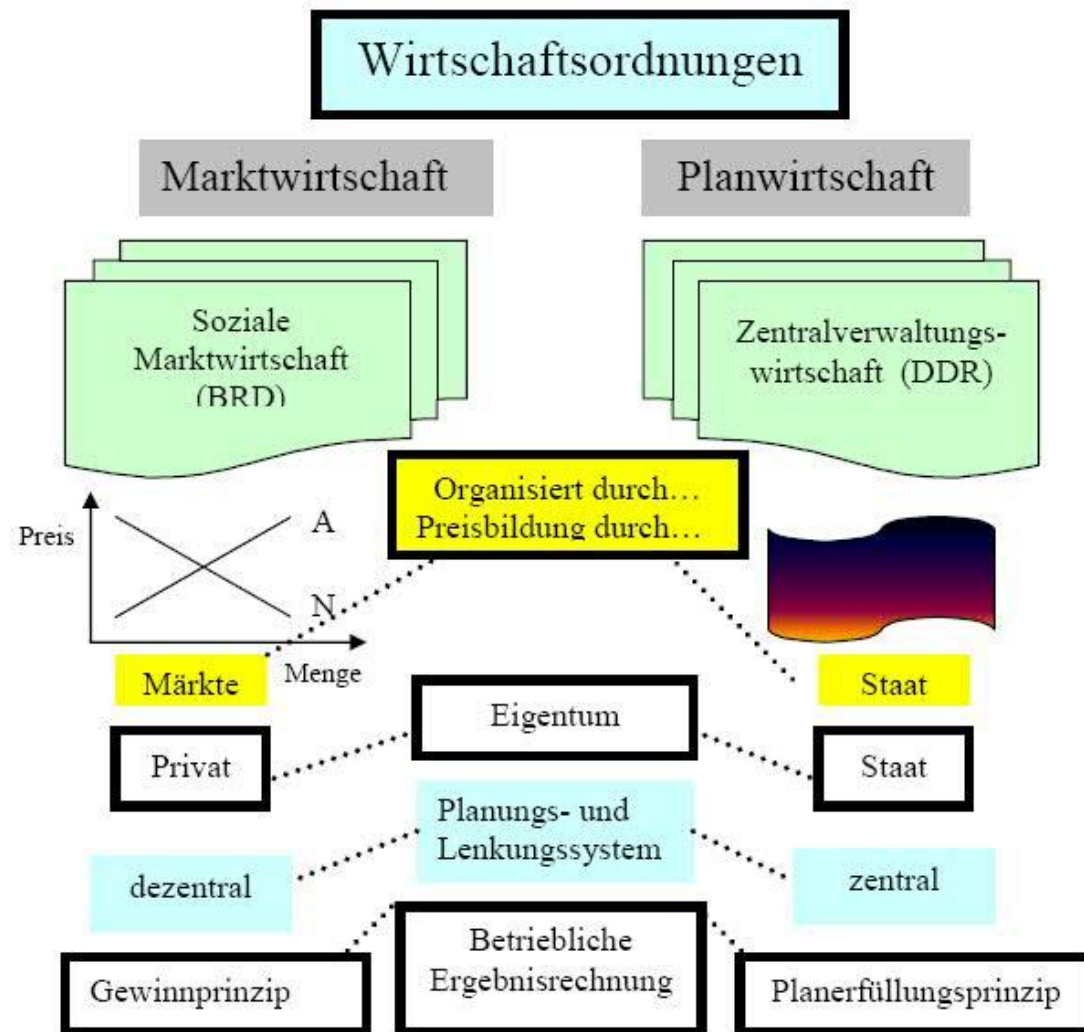 Wirtschaftsordnungen
Marktwirtschaft
Planwirtschaft
Soziale
Marktwirtschaft
(BRD)
Zentralverwaltungs-
wirtschaft (DDR)
Organisiert durch…
Preisbildung durch…
Preis
A
N
Menge
Märkte
Staat
Eigentum
Privat
Staat
Planungs- und
Lenkungssystem
dezentral
zentral
Betriebliche
Ergebnisrechnung
Gewinnprinzip
Planerfüllungsprinzip